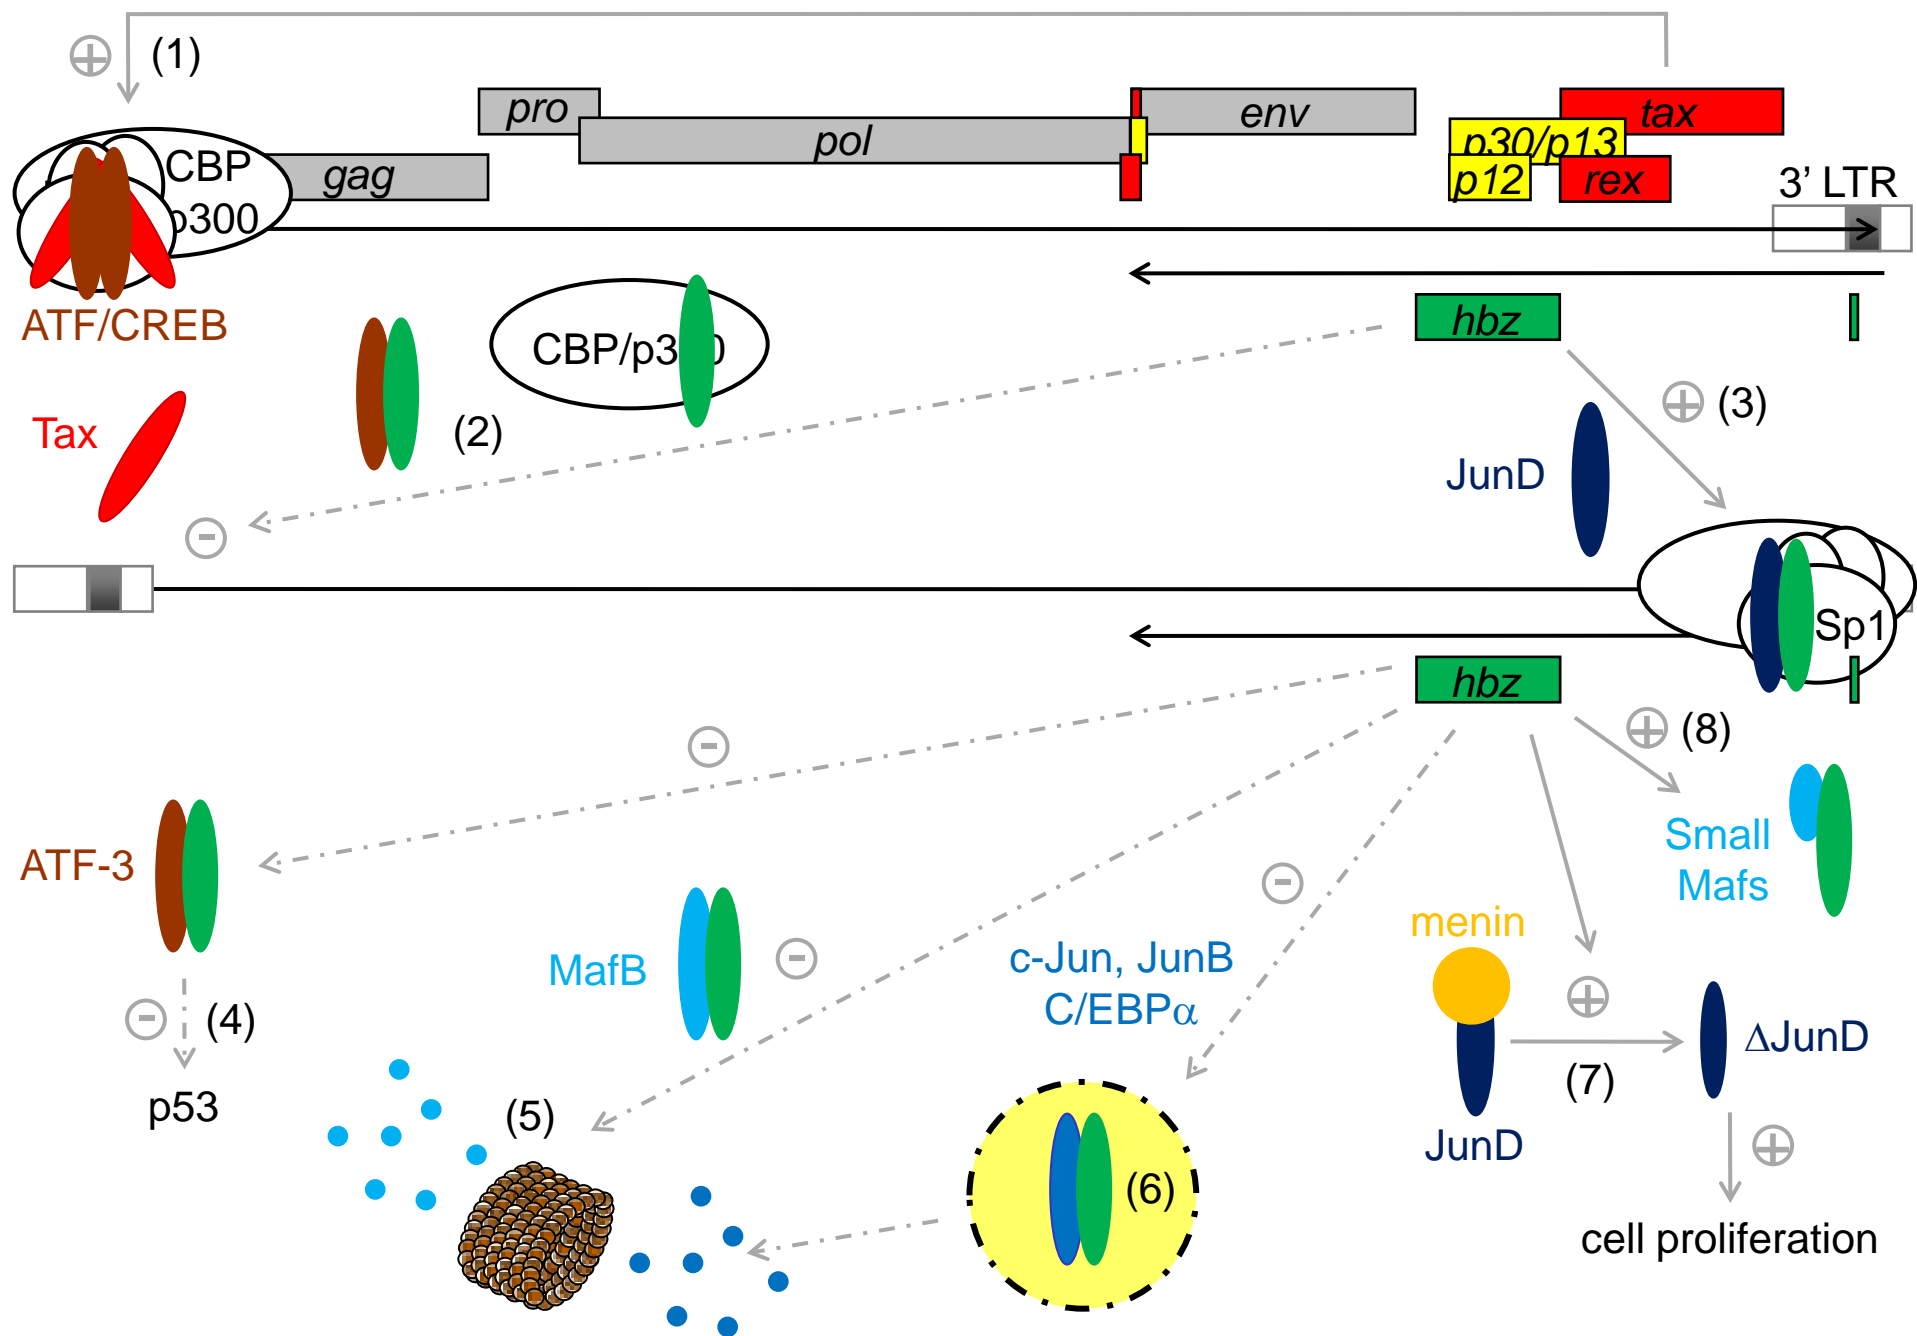 (1)
pro
env
tax
pol
p30/p13
CBP
gag
p12
rex
3' LTR
p300
ATF/CREB
hbz
CBP/p300
(3)
Tax
(2)
JunD
Sp1
hbz
(8)
Small
Mafs
ATF-3
menin
MafB
c-Jun, JunB
C/EBPα
(4)
ΔJunD
(7)
p53
(5)
JunD
(6)
cell proliferation